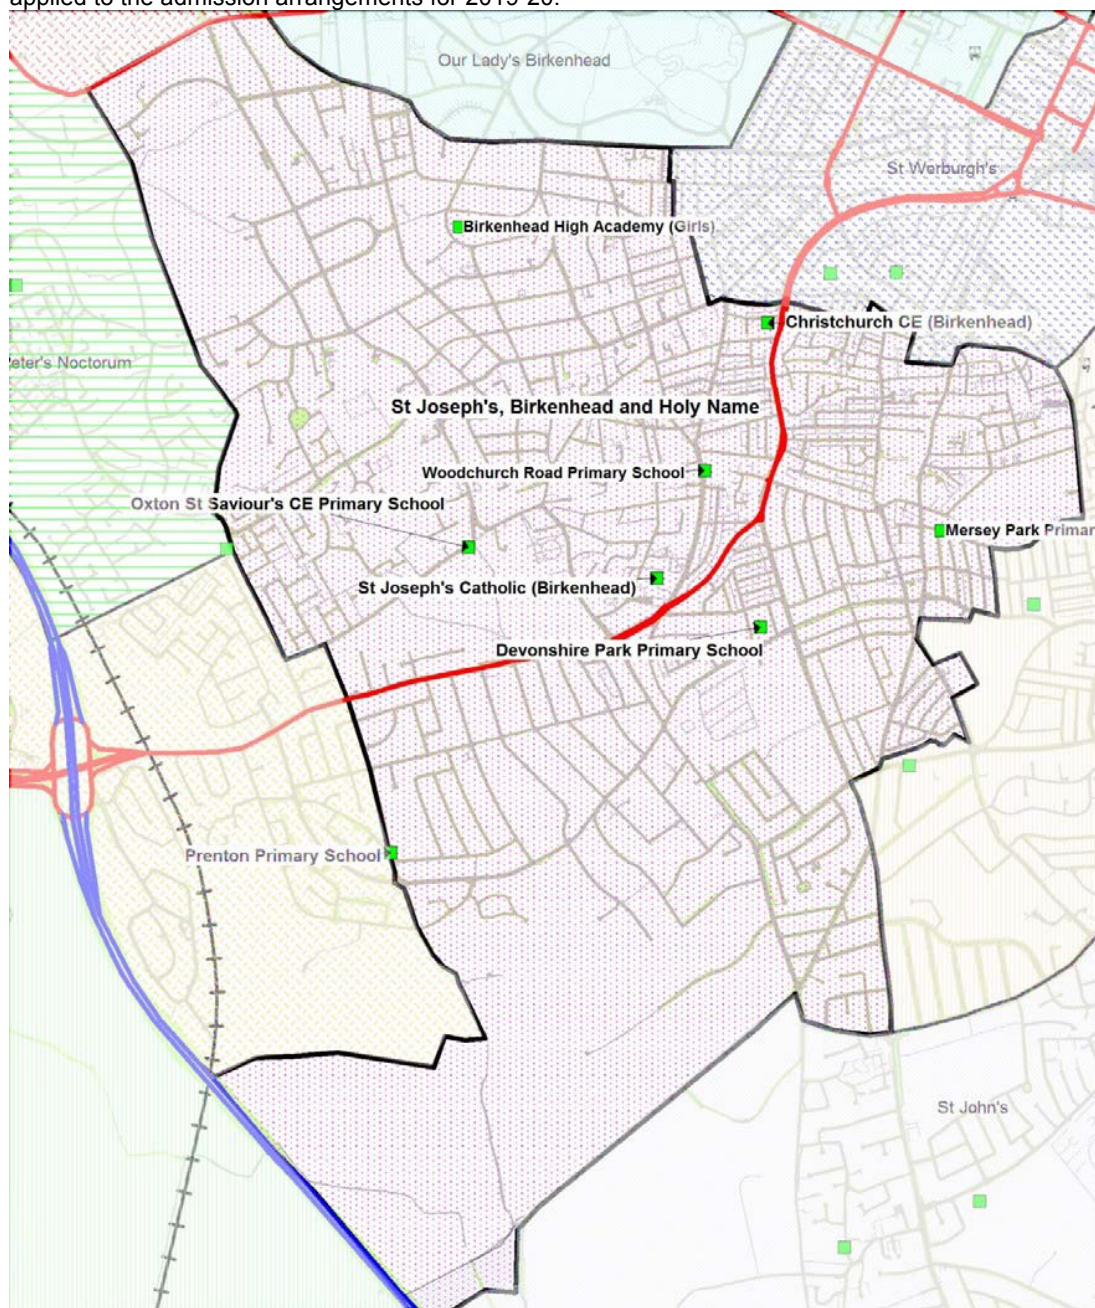 applied to the admission arrangements for 2019-20.
Our Lady's Birkenhead
St Werburgh's
Birkenhead High Academy (Girls)
Christchurch CE (Birkenhead)
eter's Noctorum
St Joseph's, Birkenhead and Holy Name
Woodchurch Road Primary School
Oxton St Saviour's CE Primary School
Mersey Park Primar
St Joseph's Catholic (Birkenhead)
Devonshire Park Primary School
Prenton Primary School
St John's